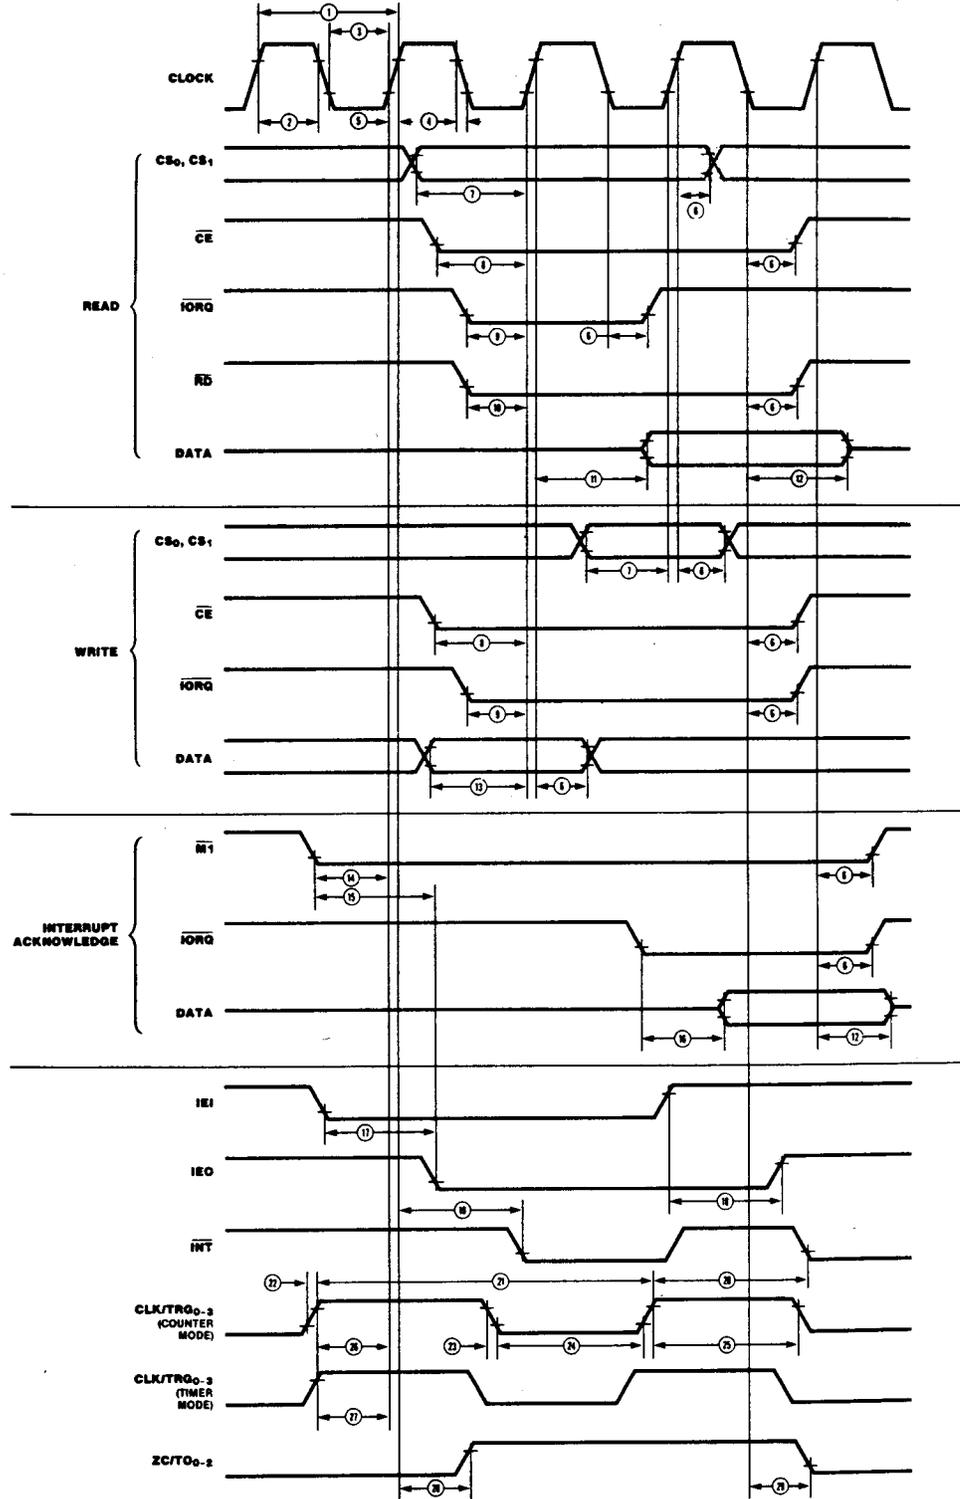 1
3
CLOCK
2 5 4
CS0, CS1
7 6
CE
8 6
READ
IORQ
9 6
RD
10 6
DATA
11 12
CS0, CS1
7 6
CE
8 6
WRITE
IORQ
9 6
DATA
13 6
M1
14 6
15
INTERRUPT
ACKNOWLEDGE
IORQ
6
DATA
16 12
IEI
17
IEO
18
INT
22 21 20
CLK/TRG0-3
(COUNTER
MODE)
26 23 24 25
CLK/TRG0-3
(TIMER
MODE)
27
ZC/TO0-2
28 29